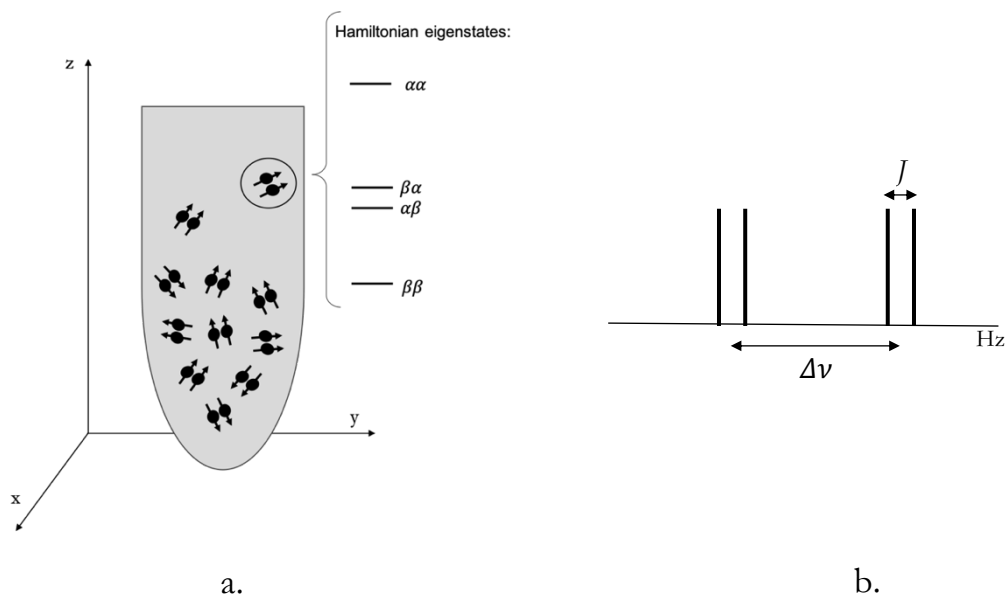 Hamiltonian eigenstates:
z
αα
βα
αβ
ββ
y
x
a.
J
Hz
Δν
b.